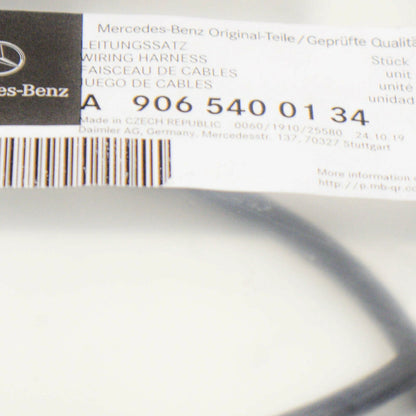 Mercedes-Benz Original-Teile/Geprüfte Qualitä
LEITUNGSSATZ
WIRING HARNESS
FAISCEAU DE CABLES
JUEGO DE CABLES
Stück
unit
unité
unidad
des-Benz
A 906 540 01 34
Made in CZECH REPUBLIC 0060/1910/25580 24.10.19
Daimler AG, Germany, Mercedesstr. 137, 70327 Stuttgart
More information
http://p.mb-qr.co